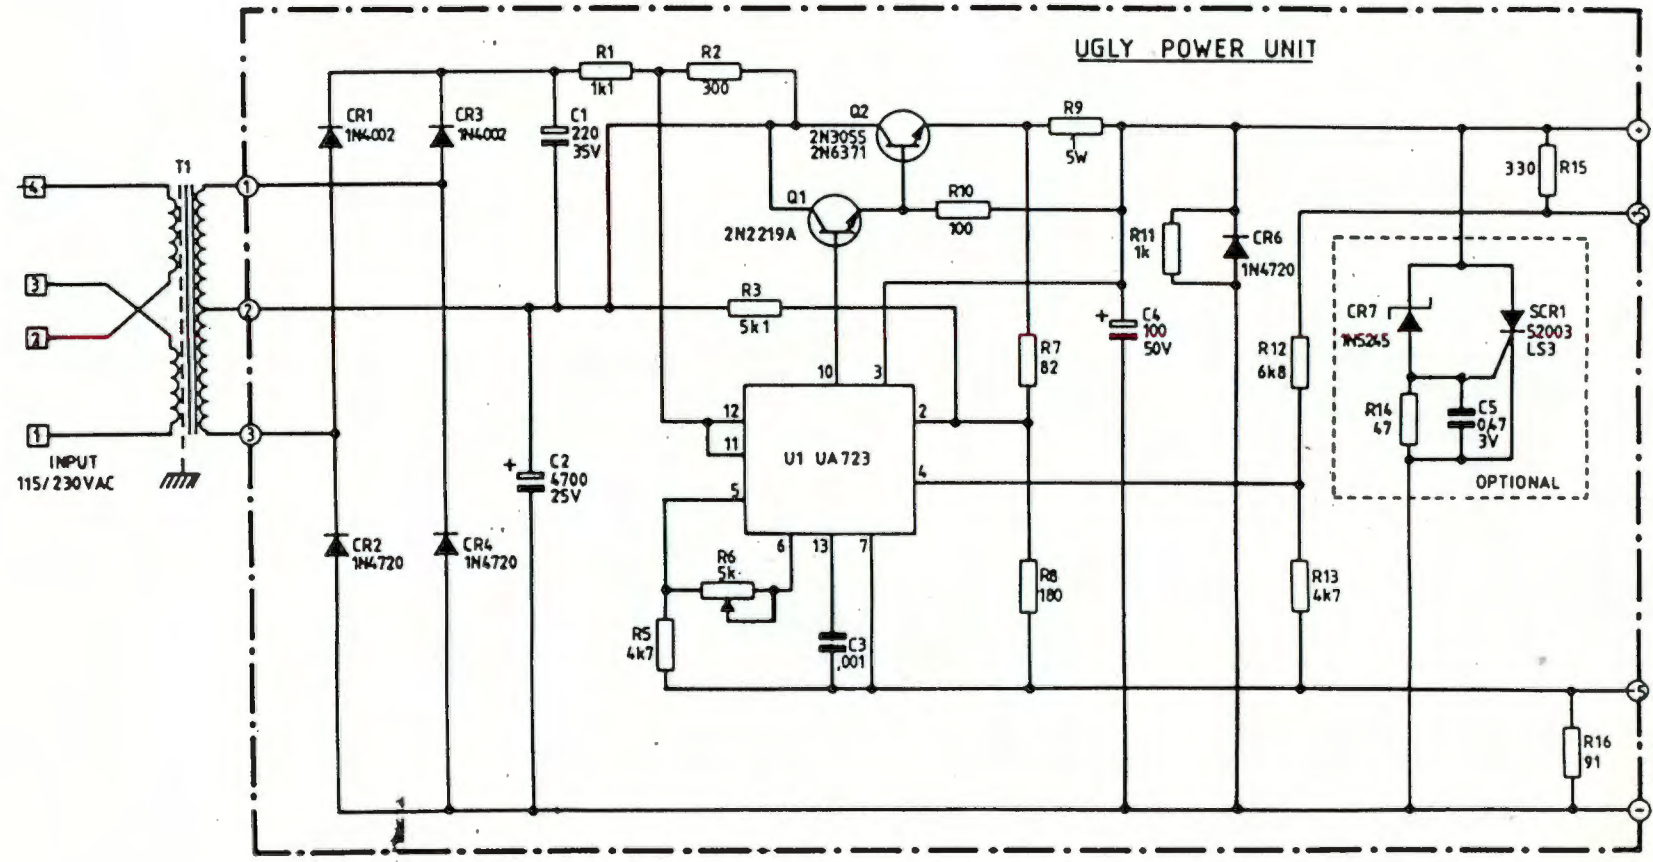 UGLY POWER UNIT
R1
1k1
R2
300
CR1
1N4002
CR3
1N4002
C1
220
35V
Q2
2N3055
2N6371
R9
5W
+
330
R15
T1
4
1
Q1
2N2219A
R10
100
R11
1k
CR6
1N4720
+S
3
2
2
R3
5k1
+
C4
100
50V
CR7
1N5245
SCR1
S2003
LS3
R7
82
R12
6k8
10
3
12
11
2
U1 UA723
4
5
6
13
7
R14
47
C5
0,47
3V
OPTIONAL
1
3
INPUT
115/230VAC
+
C2
4700
25V
CR2
1N4720
CR4
1N4720
R6
5k
R5
4k7
C3
,001
R8
180
R13
4k7
-S
R16
91
-